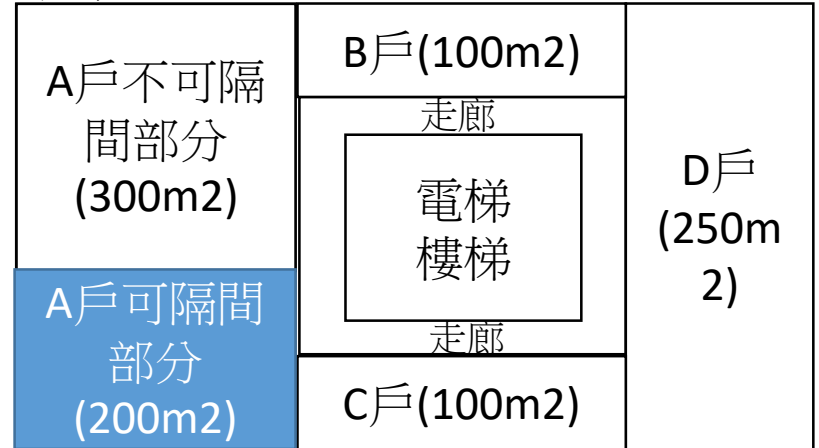 A戶不可隔
間部分
(300m2)
A戶可隔間
部分
(200m2)
B戶(100m2)
走廊
電梯
樓梯
走廊
C戶(100m2)
D戶
(250m
2)